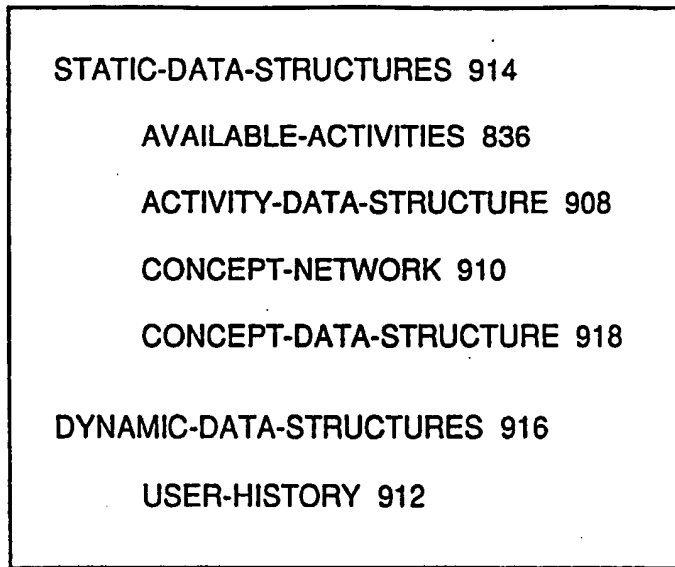 STATIC-DATA-STRUCTURES 914
AVAILABLE-ACTIVITIES 836
ACTIVITY-DATA-STRUCTURE 908
CONCEPT-NETWORK 910
CONCEPT-DATA-STRUCTURE 918
DYNAMIC-DATA-STRUCTURES 916
USER-HISTORY 912